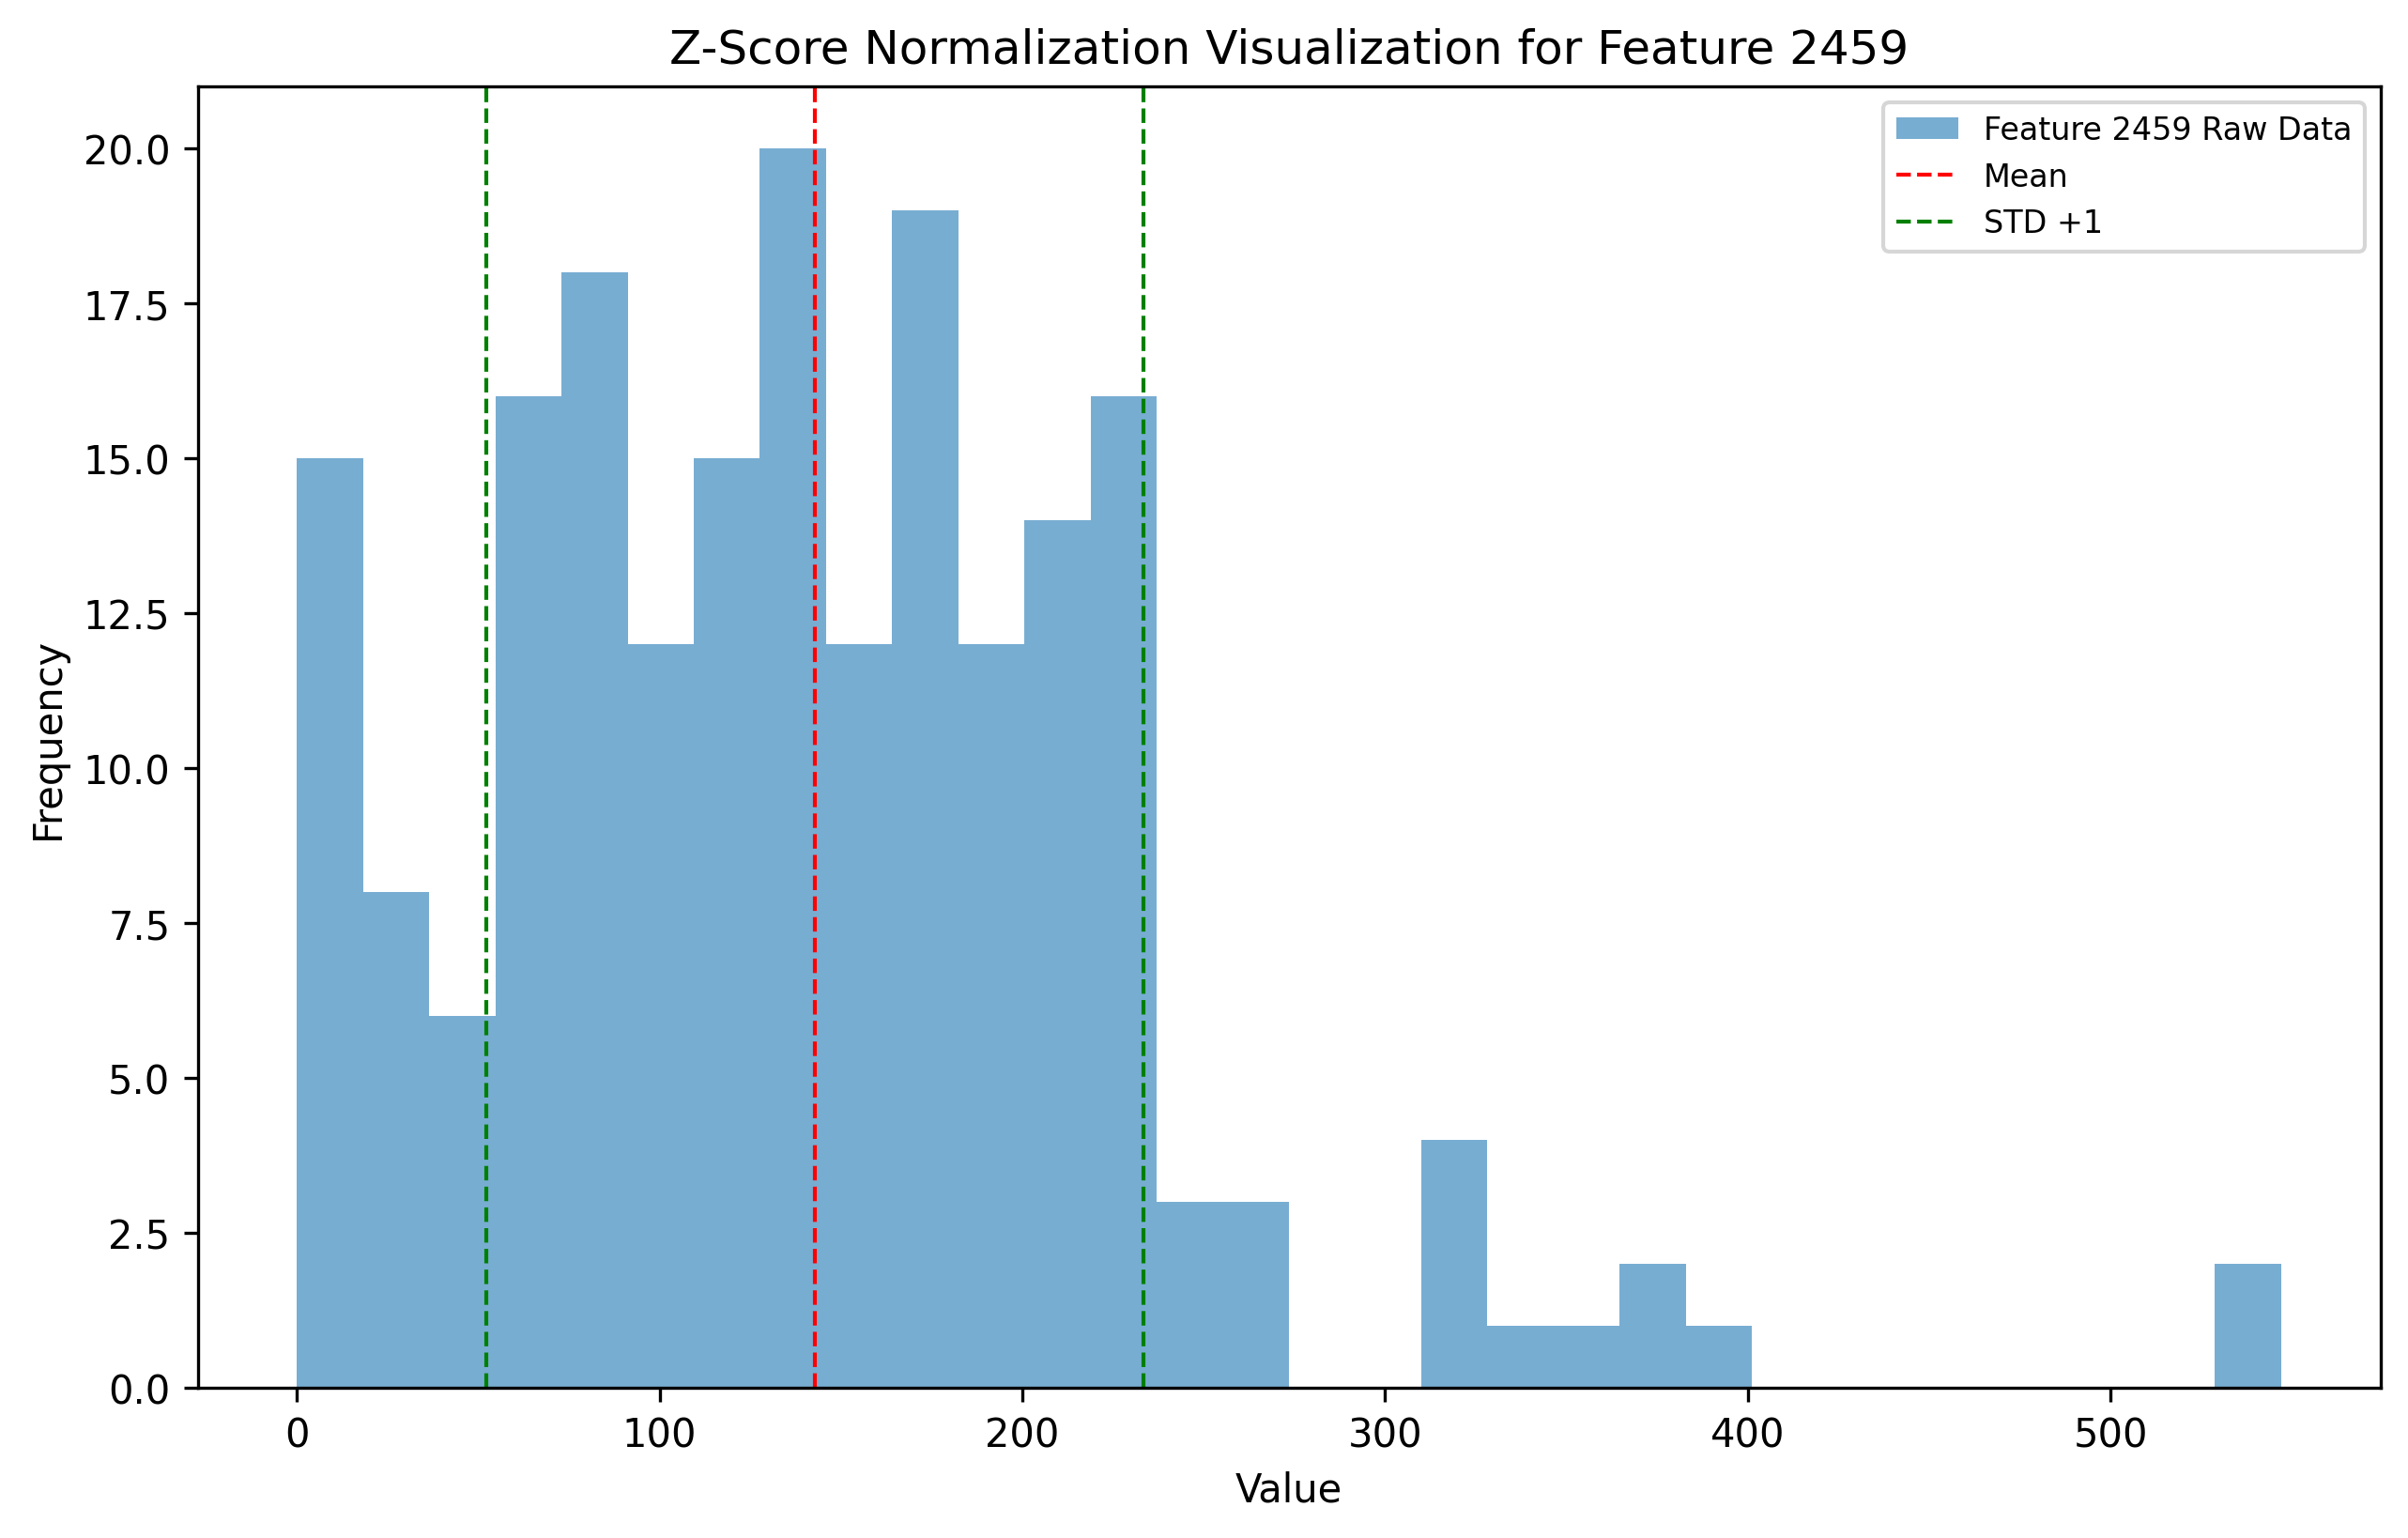 Z-Score Normalization Visualization for Feature 2459
Feature 2459 Raw Data
Mean
STD +1
20.0
17.5
15.0
12.5
10.0
7.5
5.0
2.5
0.0
Frequency
0 100 200 300 400 500
Value